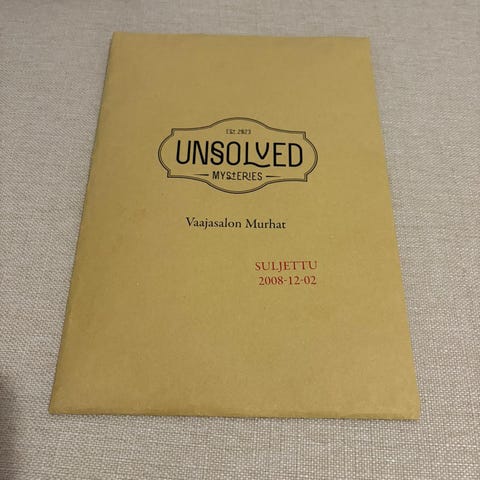 Est. 2023
UNSOLVED
MYSTERIES
Vaajasalon Murhat
SULJETTU
2008-12-02